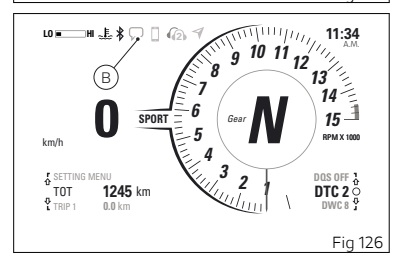 LO HI 2 11:34
A.M.
B
0
km/h
SPORT
Gear N
1 2 3 4 5 6 7 8 9 10 11 12 13 14 15
RPM X 1000
SETTING MENU
TOT 1245 km
TRIP 1 0.0 km
DQS OFF
DTC 2
DWC 8
Fig 126